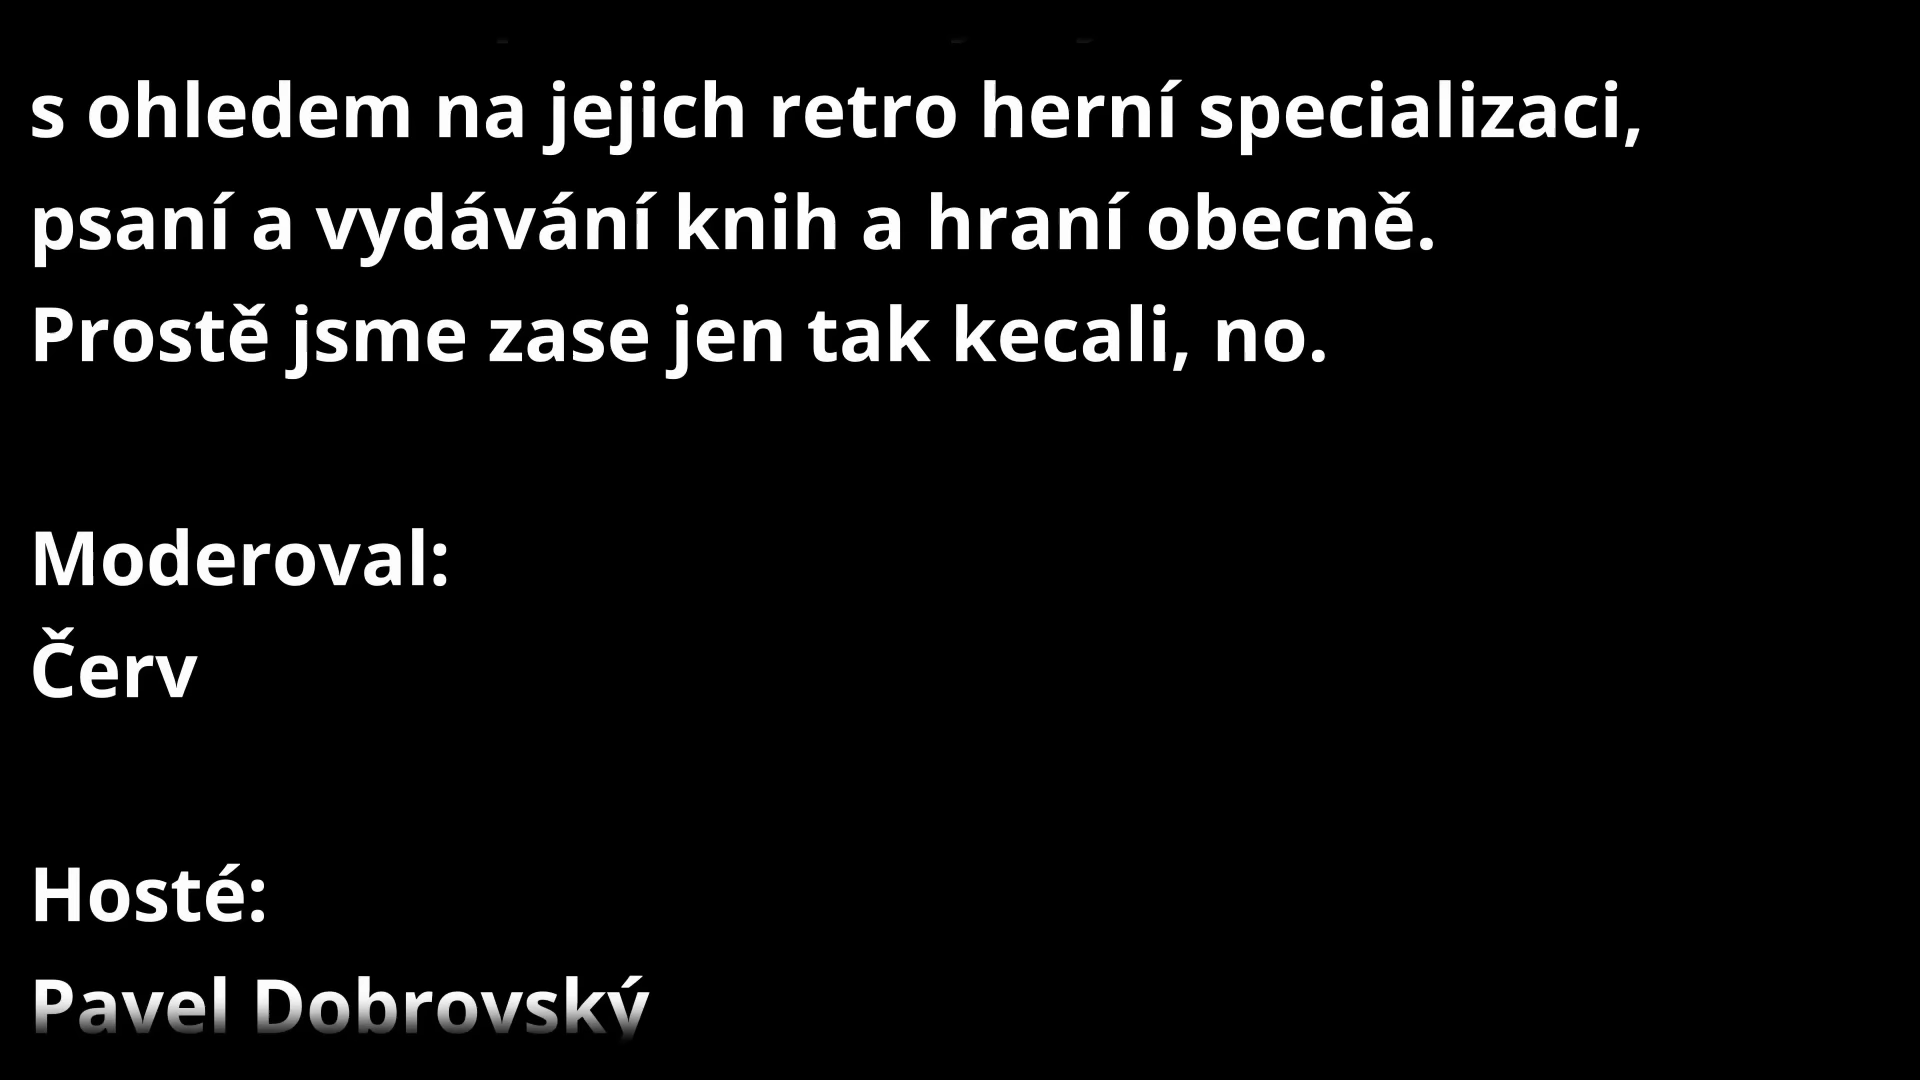 s ohledem na jejich retro herní specializaci,
psaní a vydávání knih a hraní obecně.
Prostě jsme zase jen tak kecali, no.
Moderoval:
Červ
Hosté:
Pavel Dobrovský